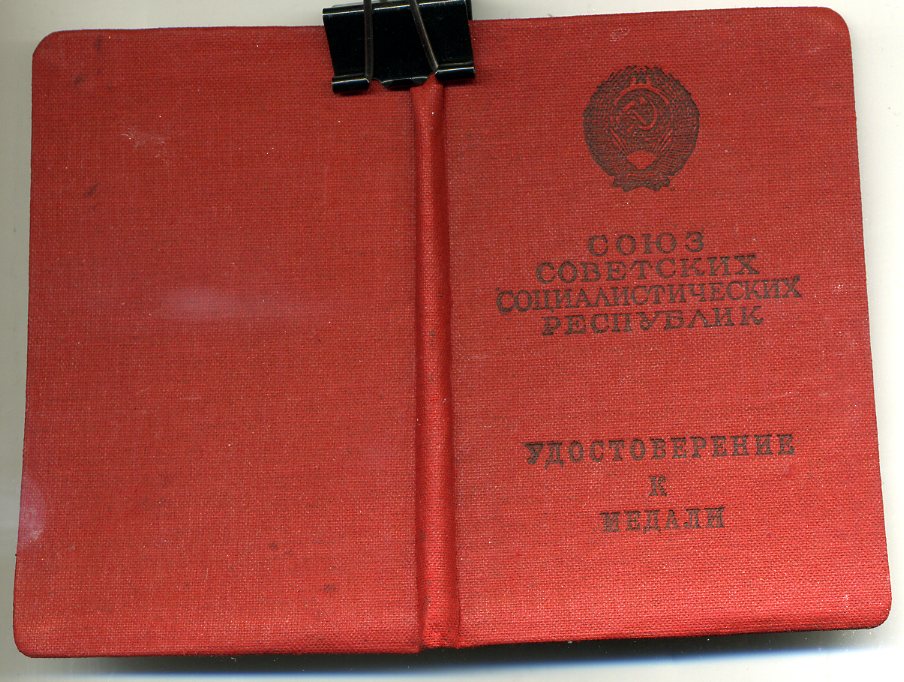 СОЮЗ
СОВЕТСКИХ
СОЦИАЛИСТИЧЕСКИХ
РЕСПУБЛИК
УДОСТОВЕРЕНИЕ
К
МЕДАЛИ